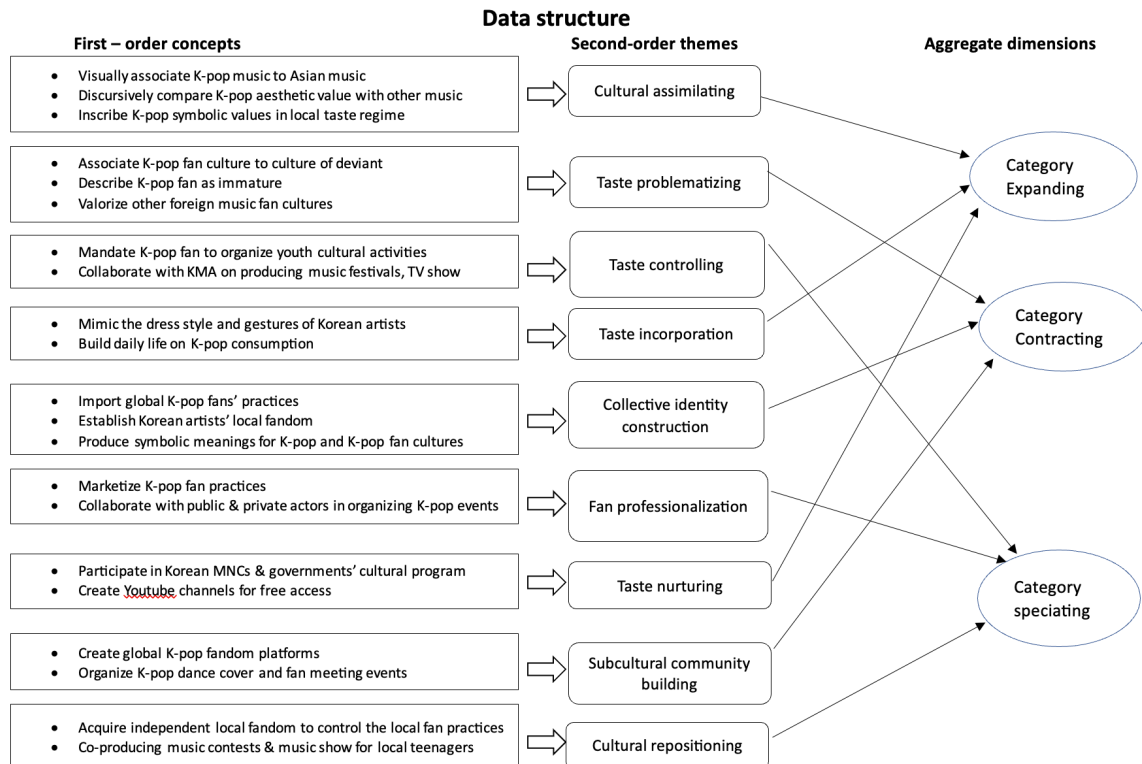 Data structure
First – order concepts
Second-order themes
Aggregate dimensions
Visually associate K-pop music to Asian music
Discursively compare K-pop aesthetic value with other music
Inscribe K-pop symbolic values in local taste regime
Cultural assimilating
Associate K-pop fan culture to culture of deviant
Describe K-pop fan as immature
Valorize other foreign music fan cultures
Taste problematizing
Mandate K-pop fan to organize youth cultural activities
Collaborate with KMA on producing music festivals, TV show
Taste controlling
Mimic the dress style and gestures of Korean artists
Build daily life on K-pop consumption
Taste incorporation
Import global K-pop fans’ practices
Establish Korean artists’ local fandom
Produce symbolic meanings for K-pop and K-pop fan cultures
Collective identity
construction
Marketize K-pop fan practices
Collaborate with public & private actors in organizing K-pop events
Fan professionalization
Participate in Korean MNCs & governments’ cultural program
Create Youtube channels for free access
Taste nurturing
Create global K-pop fandom platforms
Organize K-pop dance cover and fan meeting events
Subcultural community
building
Acquire independent local fandom to control the local fan practices
Co-producing music contests & music show for local teenagers
Cultural repositioning
Category
Expanding
Category
Contracting
Category
speciating